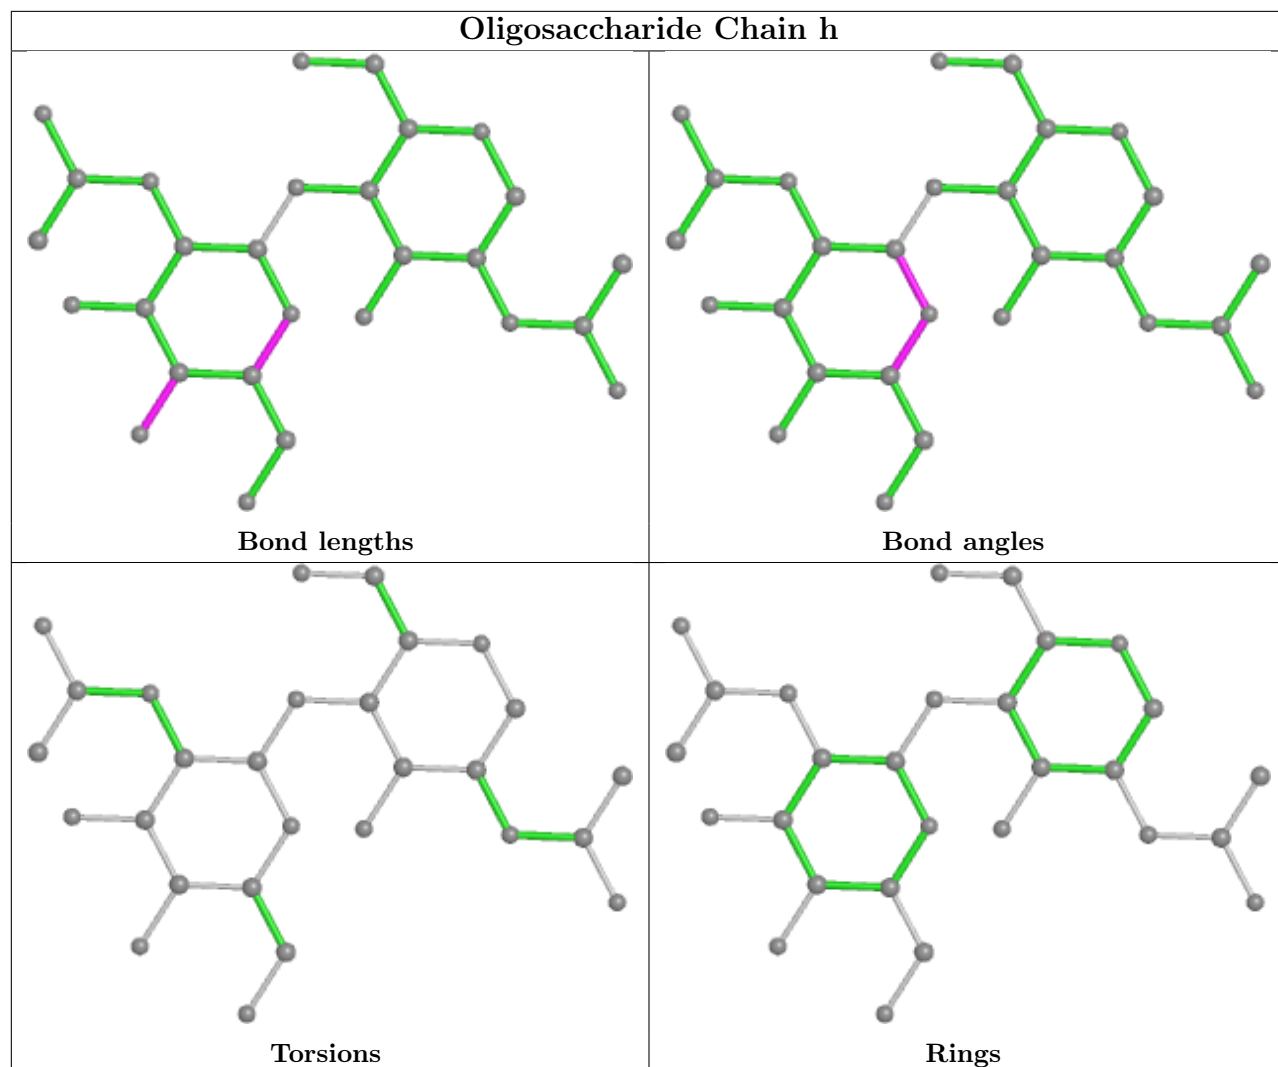 Oligosaccharide Chain h
Bond lengths
Bond angles
Torsions
Rings